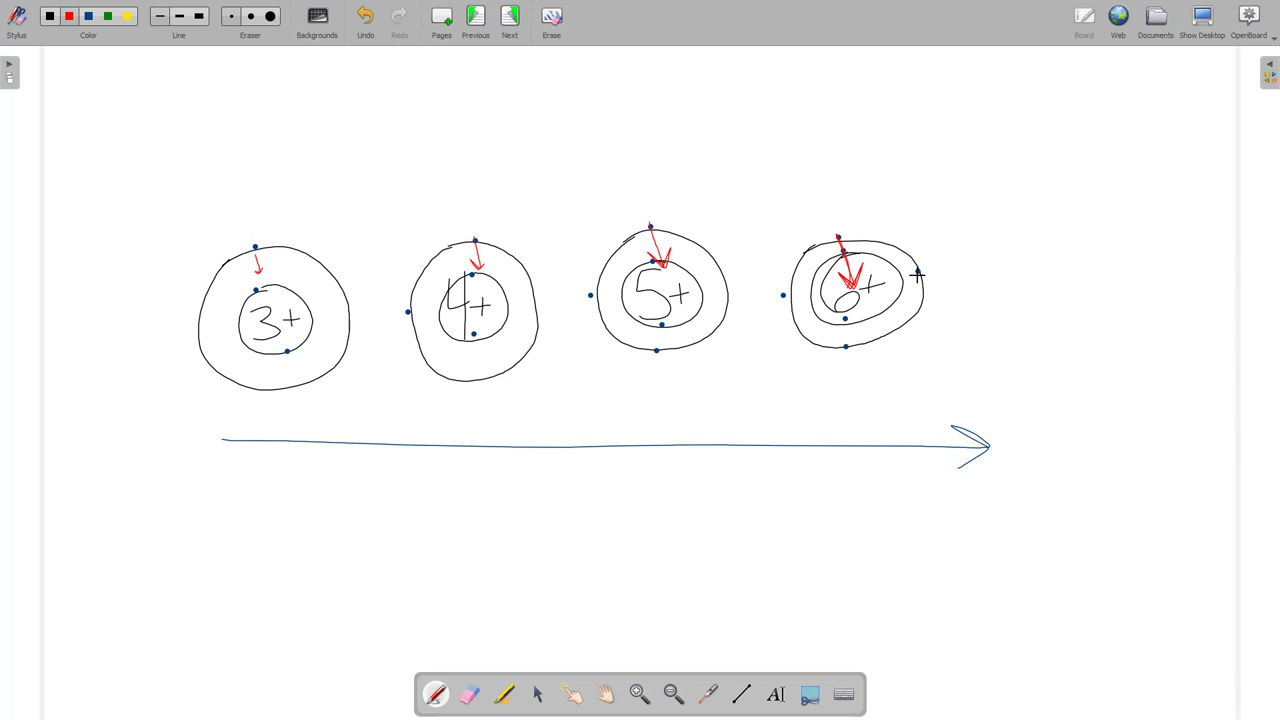 Stylus
Color
Line
Eraser
Backgrounds
Undo
Redo
Pages
Previous
Next
Erase
Board
Web
Documents
Show Desktop
OpenBoard
3+ 4+ 5+ 6+